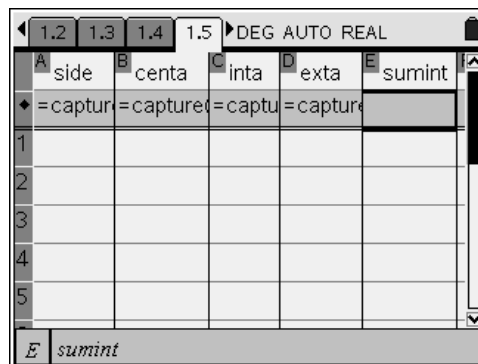 1.2 1.3 1.4 1.5 DEG AUTO REAL
A side B centa C inta D exta E sumint F
=captur =capture( =captu =capture
1
2
3
4
5
E sumint